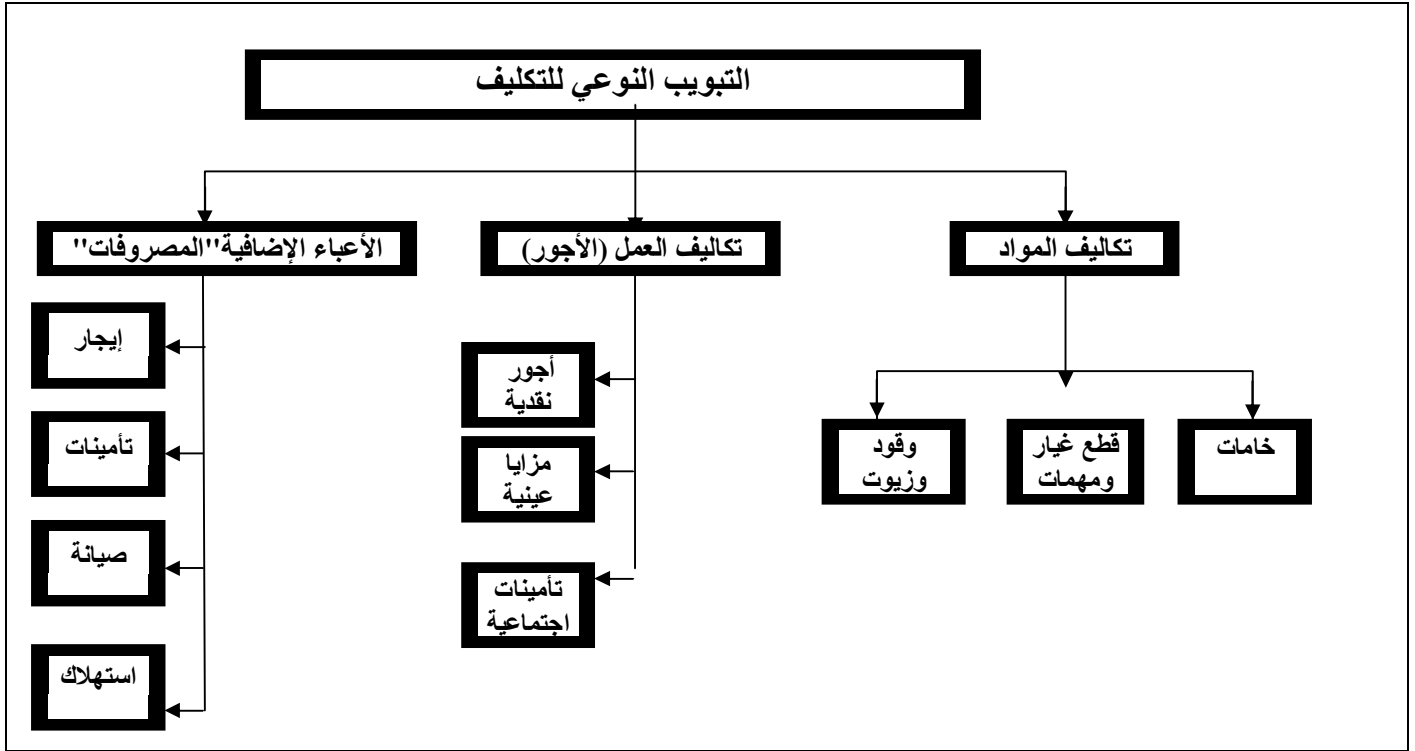 التبويب النوعي للتكليف
تكاليف المواد
تكاليف العمل (الأجور)
الأعباء الإضافية"المصروفات"
خامات
قطع غيار
ومهمات
وقود
وزيوت
أجور
نقدية
مزايا
عينية
تأمينات
اجتماعية
إيجار
تأمينات
صيانة
استهلاك